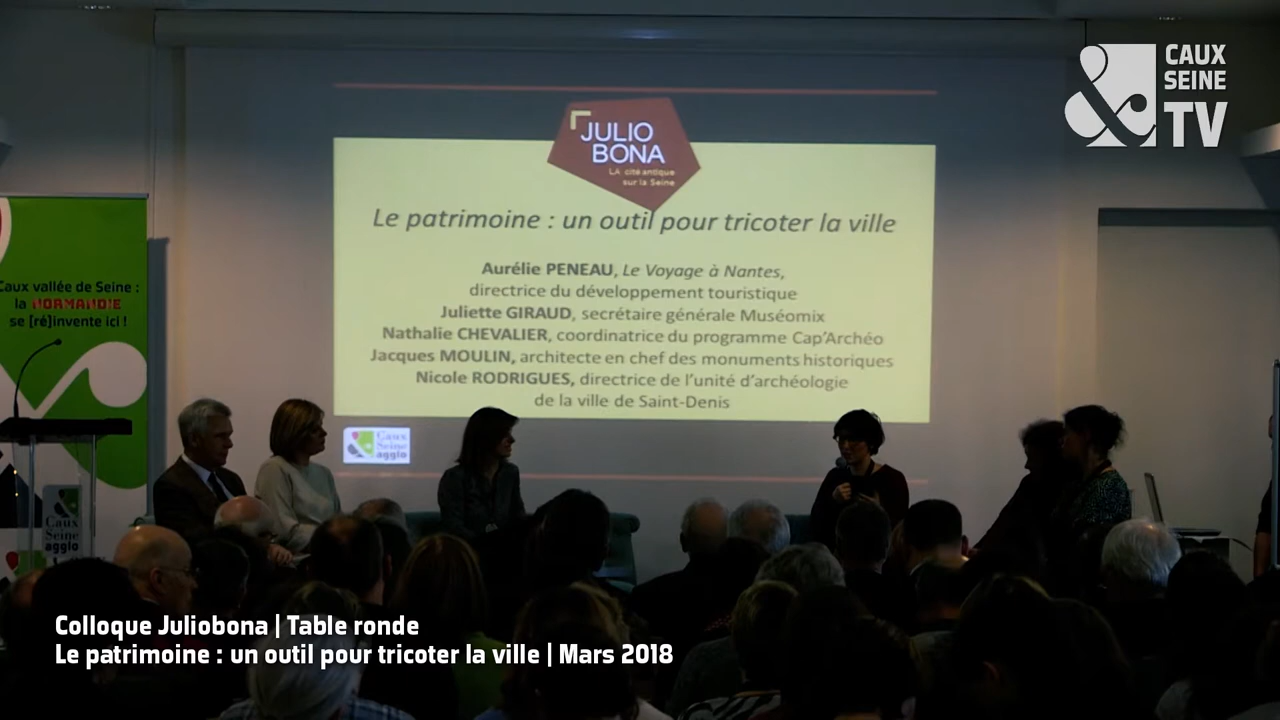 CAUX
SEINE
TV
JULIO
BONA
LA cité antique
sur la Seine
Le patrimoine : un outil pour tricoter la ville
Aurélie PENEAU, Le Voyage à Nantes,
directrice du développement touristique
Juliette GIRAUD, secrétaire générale Muséomix
Nathalie CHEVALIER, coordinatrice du programme Cap'Archéo
Jacques MOULIN, architecte en chef des monuments historiques
Nicole RODRIGUES, directrice de l'unité d'archéologie
de la ville de Saint-Denis
Caux
Seine
agglo
Caux vallée de Seine :
la NORMANDIE
se [ré]invente ici !
Caux
Seine
agglo
Colloque Juliobona | Table ronde
Le patrimoine : un outil pour tricoter la ville | Mars 2018